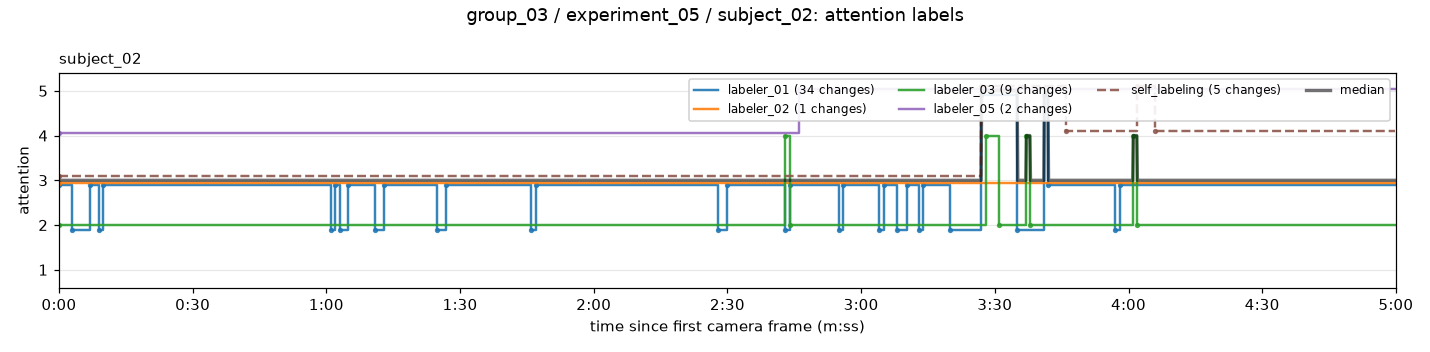 group_03 / experiment_05 / subject_02: attention labels
subject_02
labeler_01 (34 changes)
labeler_02 (1 changes)
labeler_03 (9 changes)
labeler_05 (2 changes)
self_labeling (5 changes)
median
attention
5
4
3
2
1
0:00 0:30 1:00 1:30 2:00 2:30 3:00 3:30 4:00 4:30 5:00
time since first camera frame (m:ss)